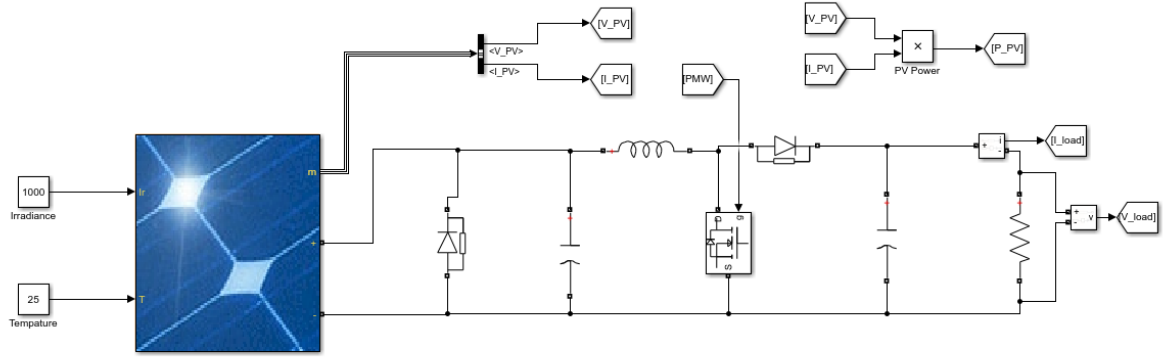 [V_PV]
<V_PV>
[I_PV]
<I_PV>
[PMW]
[V_PV]
[I_PV]
×
PV Power
[P_PV]
m
Ir
1000
Irradiance
+
g
D
S
+
i
-
[I_load]
+
-
v
[V_load]
25
Tempature
T
-